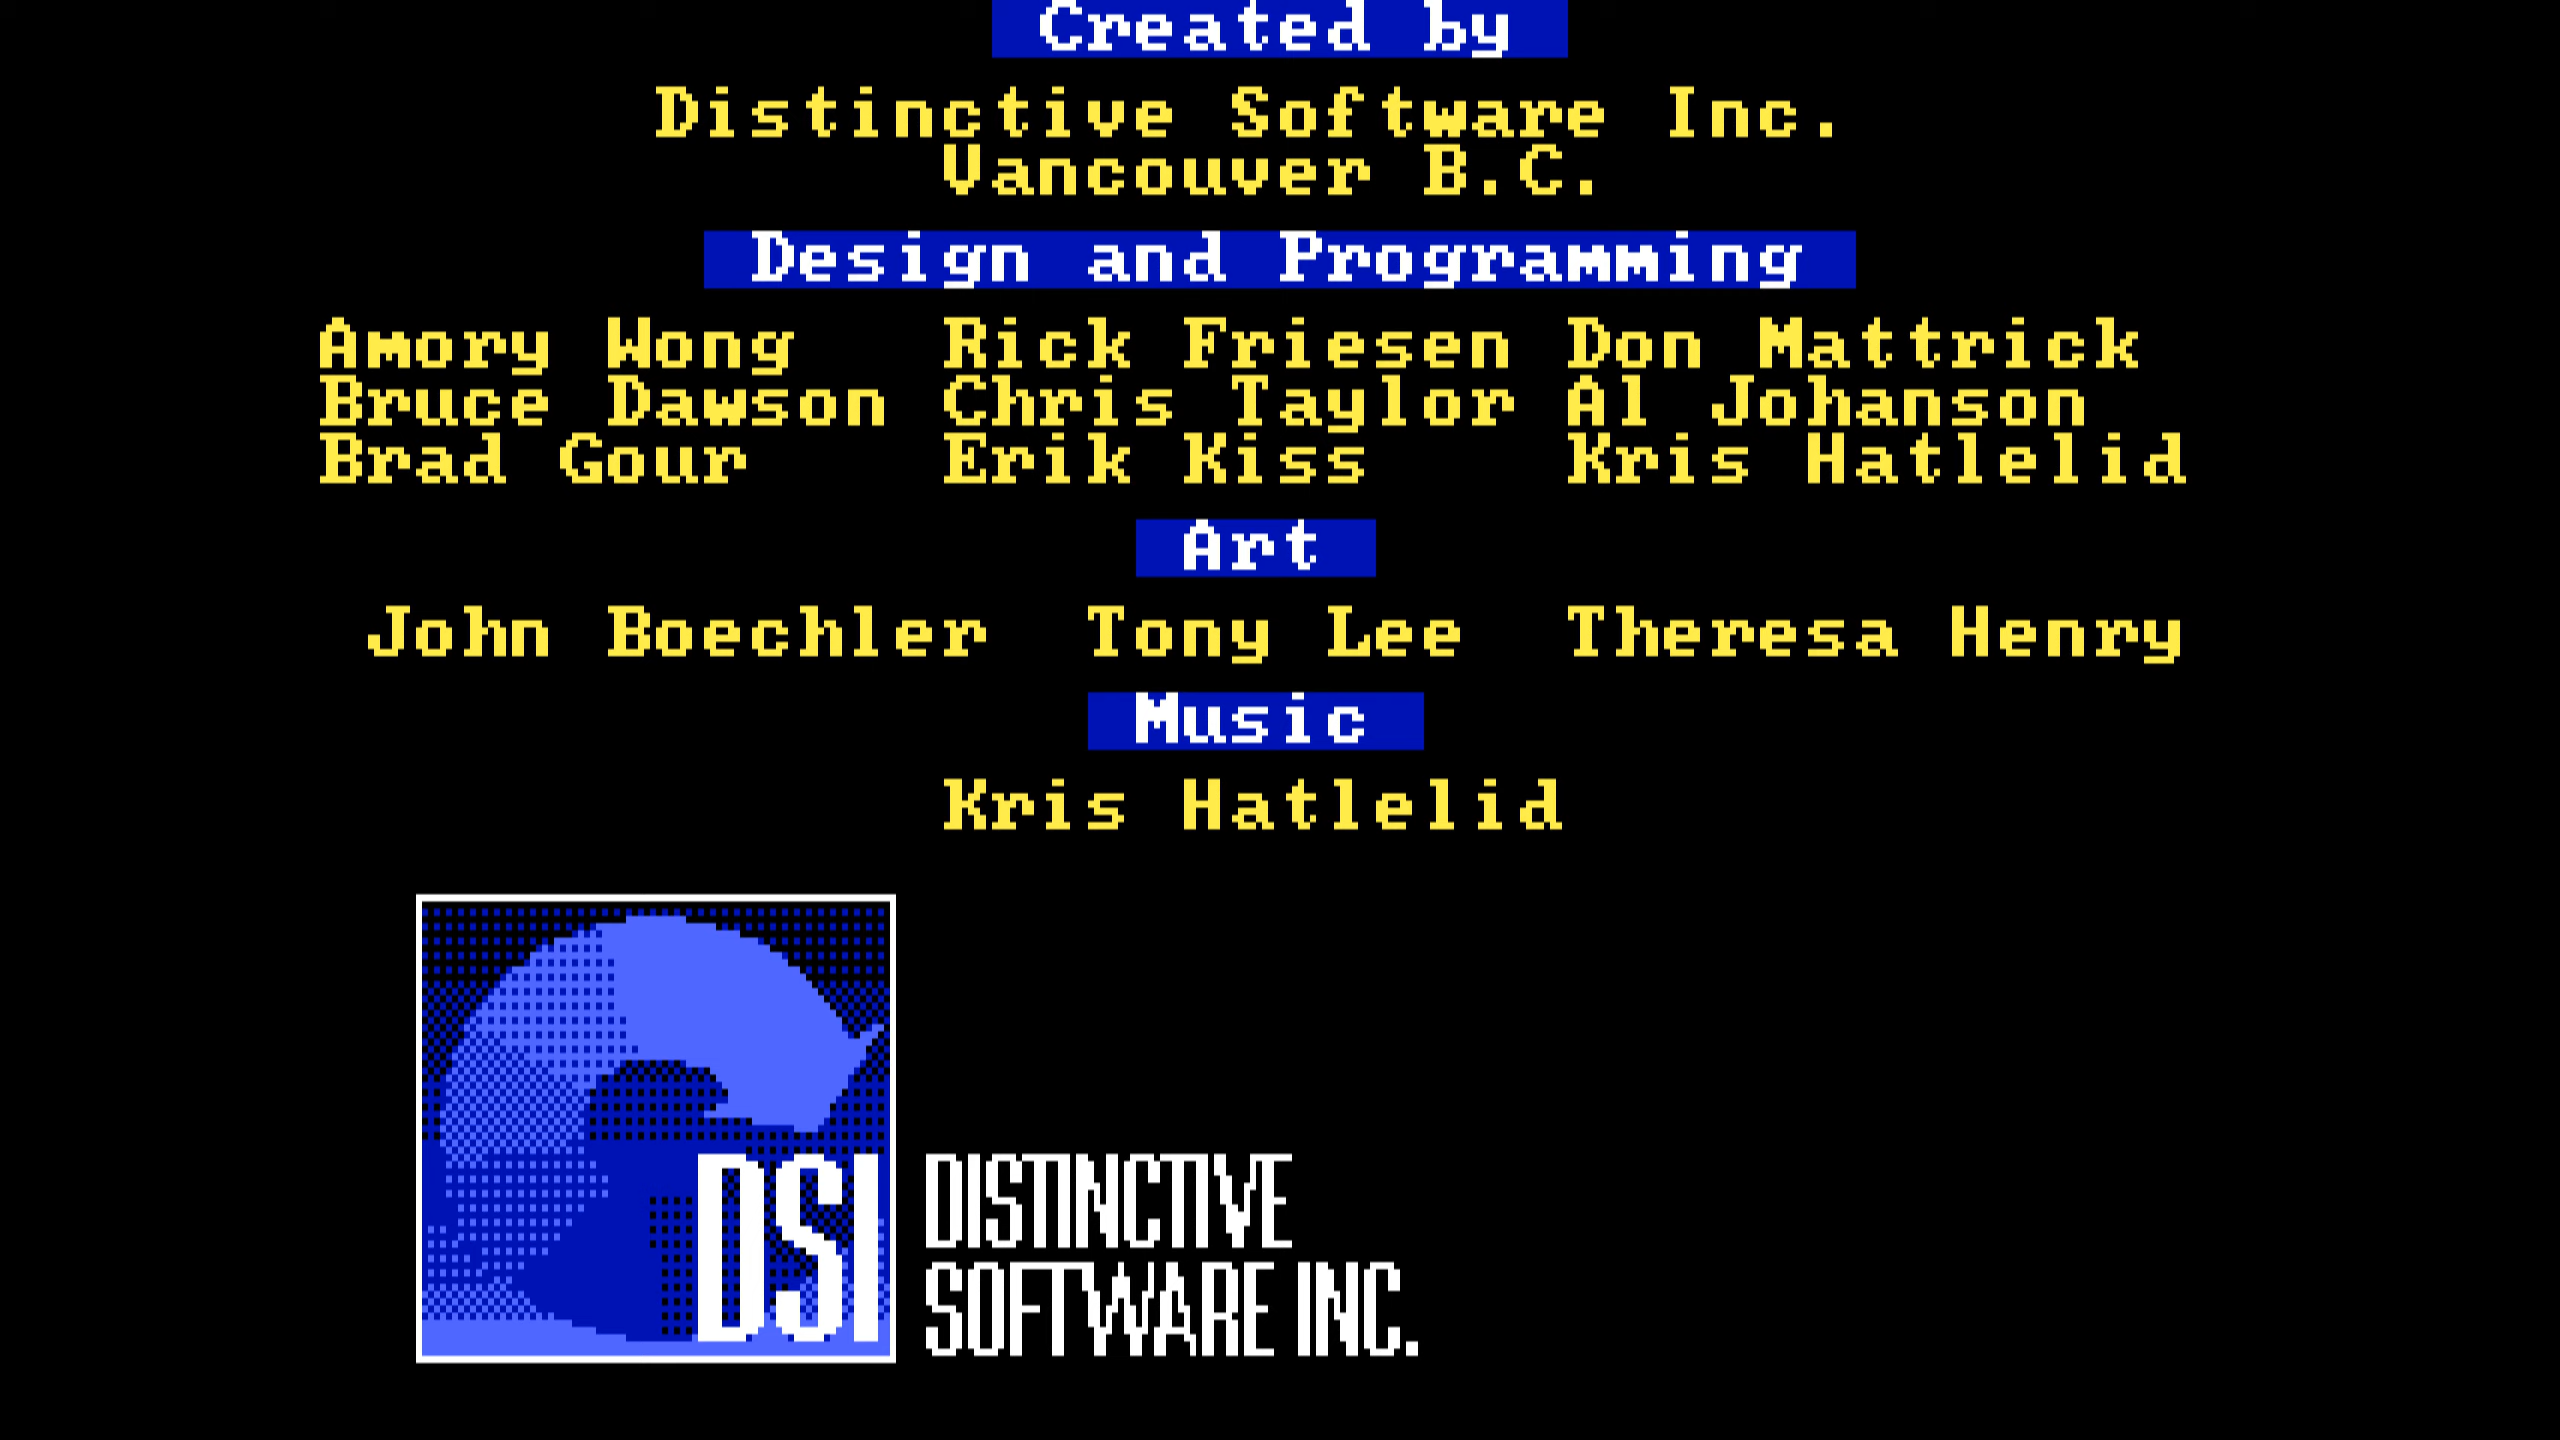 Created by
Distinctive Software Inc.
Vancouver B.C.
Design and Programming
Amory Wong Rick Friesen Don Mattrick
Bruce Dawson Chris Taylor Al Johanson
Brad Gour Erik Kiss Kris Hatlelid
Art
John Boechler Tony Lee Theresa Henry
Music
Kris Hatlelid
DSI
DISTINCTIVE
SOFTWARE INC.